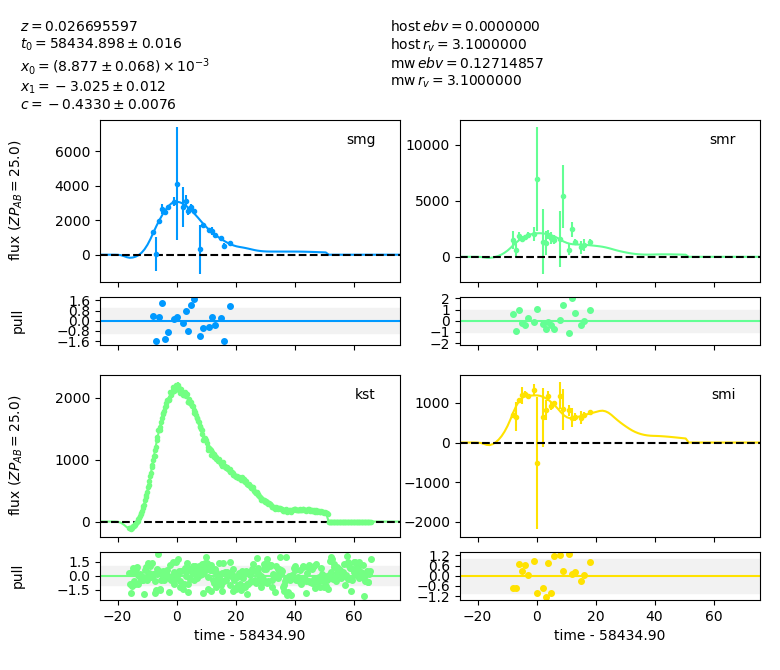 z = 0.026695597
t₀ = 58434.898 ± 0.016
x₀ = (8.877 ± 0.068) × 10⁻³
x₁ = −3.025 ± 0.012
c = −0.4330 ± 0.0076
host ebv = 0.0000000
host r_v = 3.1000000
mw ebv = 0.12714857
mw r_v = 3.1000000
flux (ZP_AB = 25.0)
6000
4000
2000
0
smg
10000
5000
0
smr
pull
1.6
0.8
0.0
−0.8
−1.6
2
1
0
−1
−2
flux (ZP_AB = 25.0)
2000
1000
0
kst
1000
0
−1000
−2000
smi
pull
1.5
0.0
−1.5
1.2
0.6
0.0
−0.6
−1.2
−20 0 20 40 60
−20 0 20 40 60
time - 58434.90
time - 58434.90